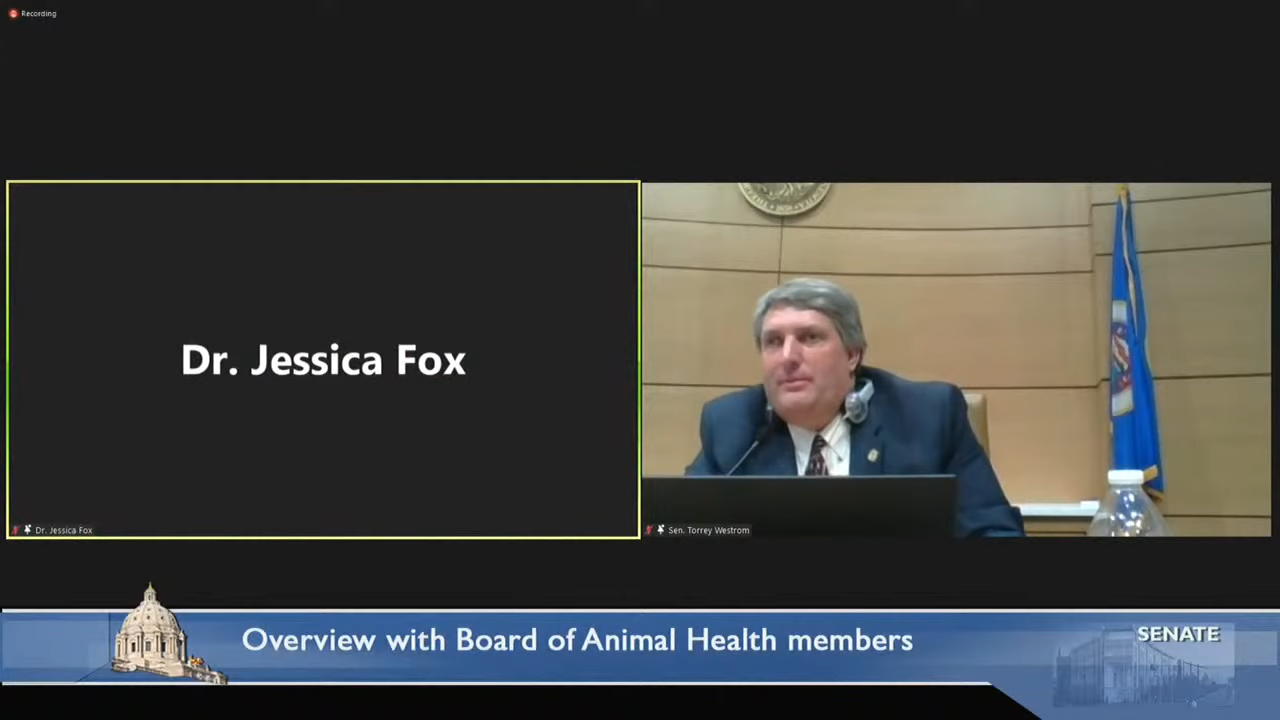 Recording
Dr. Jessica Fox
Dr. Jessica Fox
Sen. Torrey Westrom
Overview with Board of Animal Health members
SENATE